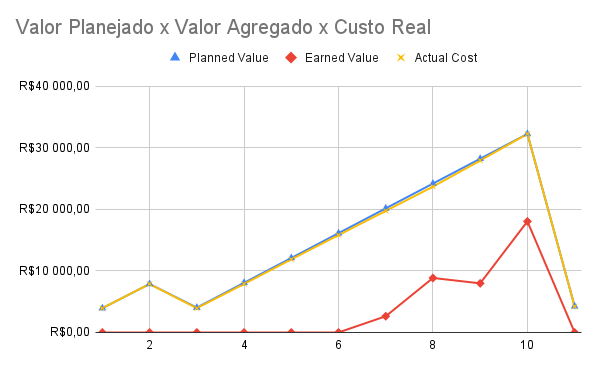 Valor Planejado x Valor Agregado x Custo Real
Planned Value Earned Value Actual Cost
R$40 000,00
R$30 000,00
R$20 000,00
R$10 000,00
R$0,00
2 4 6 8 10